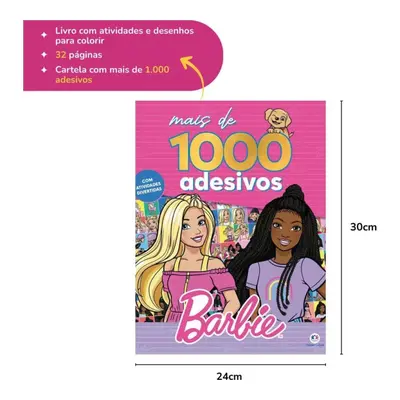 Livro com atividades e desenhos
para colorir
32 páginas
Cartela com mais de 1.000
adesivos
mais de
1000
adesivos
COM
ATIVIDADES
DIVERTIDAS
Barbie
30cm
24cm